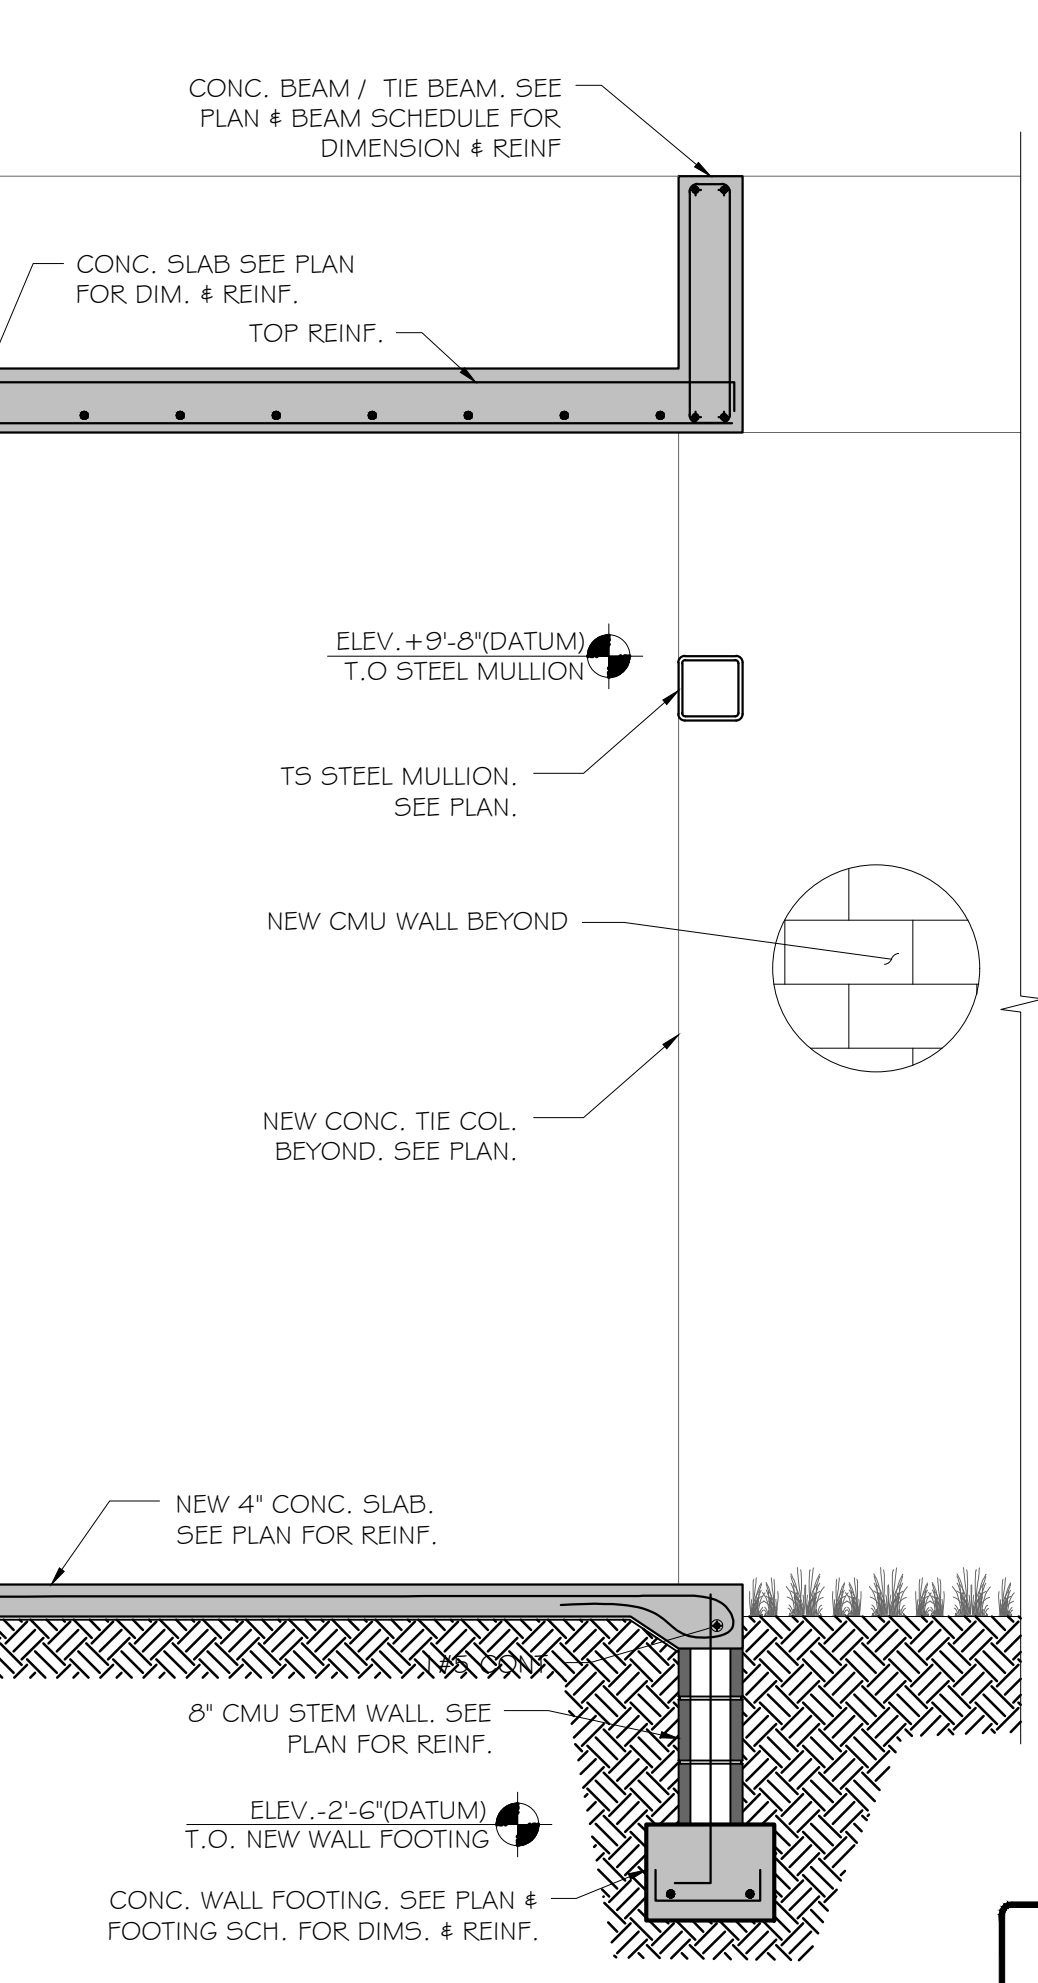 CONC. BEAM / TIE BEAM. SEE
PLAN & BEAM SCHEDULE FOR
DIMENSION & REINF
CONC. SLAB SEE PLAN
FOR DIM. & REINF.
TOP REINF.
ELEV.+9'-8"(DATUM)
T.O STEEL MULLION
TS STEEL MULLION.
SEE PLAN.
NEW CMU WALL BEYOND
NEW CONC. TIE COL.
BEYOND. SEE PLAN.
NEW 4" CONC. SLAB.
SEE PLAN FOR REINF.
1#5 CONT
8" CMU STEM WALL. SEE
PLAN FOR REINF.
ELEV.-2'-6"(DATUM)
T.O. NEW WALL FOOTING
CONC. WALL FOOTING. SEE PLAN &
FOOTING SCH. FOR DIMS. & REINF.